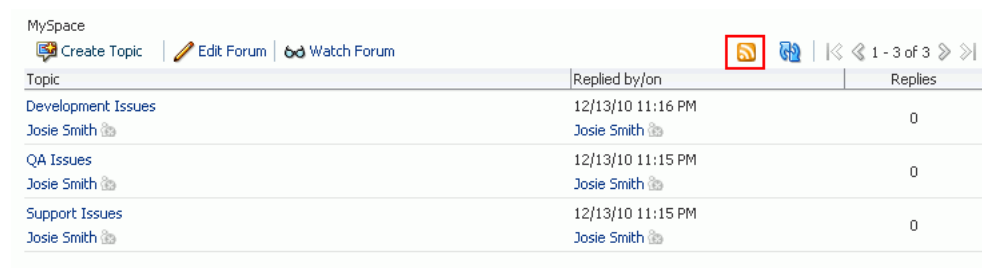 MySpace
Create Topic Edit Forum Watch Forum 1 - 3 of 3
Topic Replied by/on Replies
Development Issues 12/13/10 11:16 PM
Josie Smith Josie Smith 0
QA Issues 12/13/10 11:15 PM
Josie Smith Josie Smith 0
Support Issues 12/13/10 11:15 PM
Josie Smith Josie Smith 0